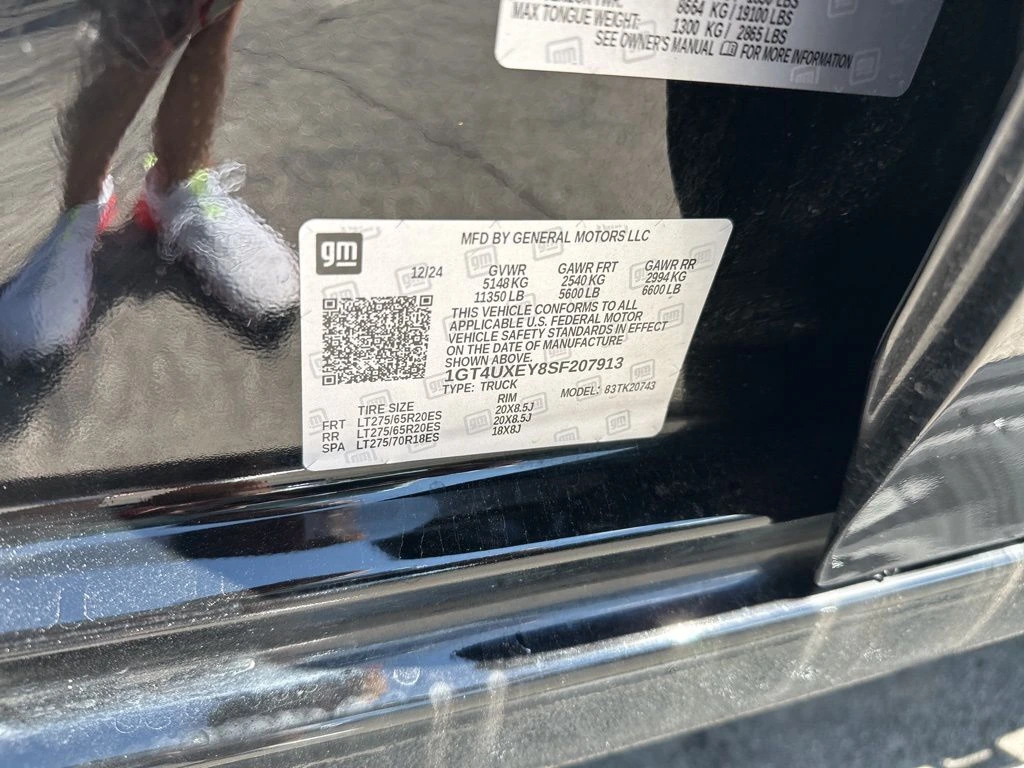 8664 KG / 19100 LBS
MAX TONGUE WEIGHT: 1300 KG / 2865 LBS
SEE OWNER'S MANUAL FOR MORE INFORMATION
gm
MFD BY GENERAL MOTORS LLC
12/24 GVWR GAWR FRT GAWR RR
5148 KG 2540 KG 2994 KG
11350 LB 5600 LB 6600 LB
THIS VEHICLE CONFORMS TO ALL
APPLICABLE U.S. FEDERAL MOTOR
VEHICLE SAFETY STANDARDS IN EFFECT
ON THE DATE OF MANUFACTURE
SHOWN ABOVE.
1GT4UXEY8SF207913
TYPE: TRUCK MODEL: 83TK20743
TIRE SIZE RIM
FRT LT275/65R20ES 20X8.5J
RR LT275/65R20ES 20X8.5J
SPA LT275/70R18ES 18X8J